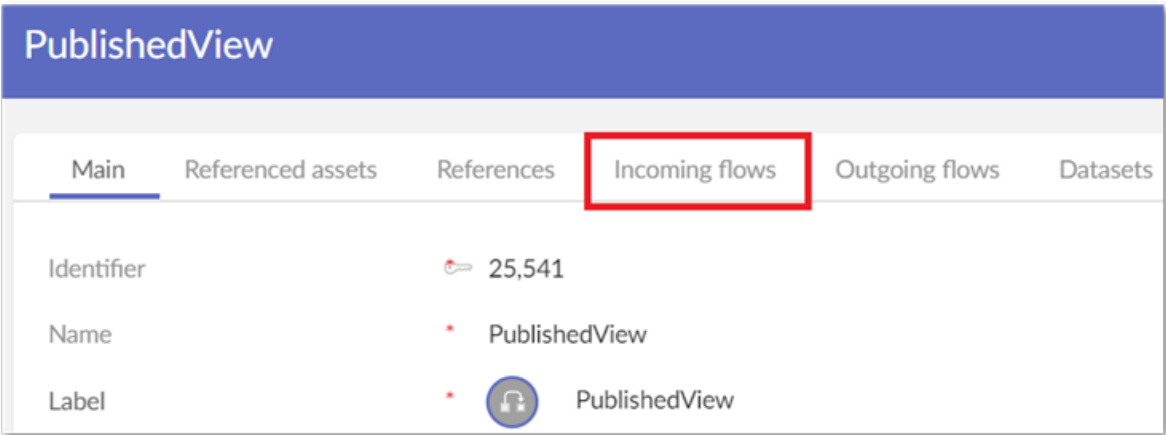 PublishedView
Main Referenced assets References Incoming flows Outgoing flows Datasets
Identifier 25,541
Name * PublishedView
Label * PublishedView